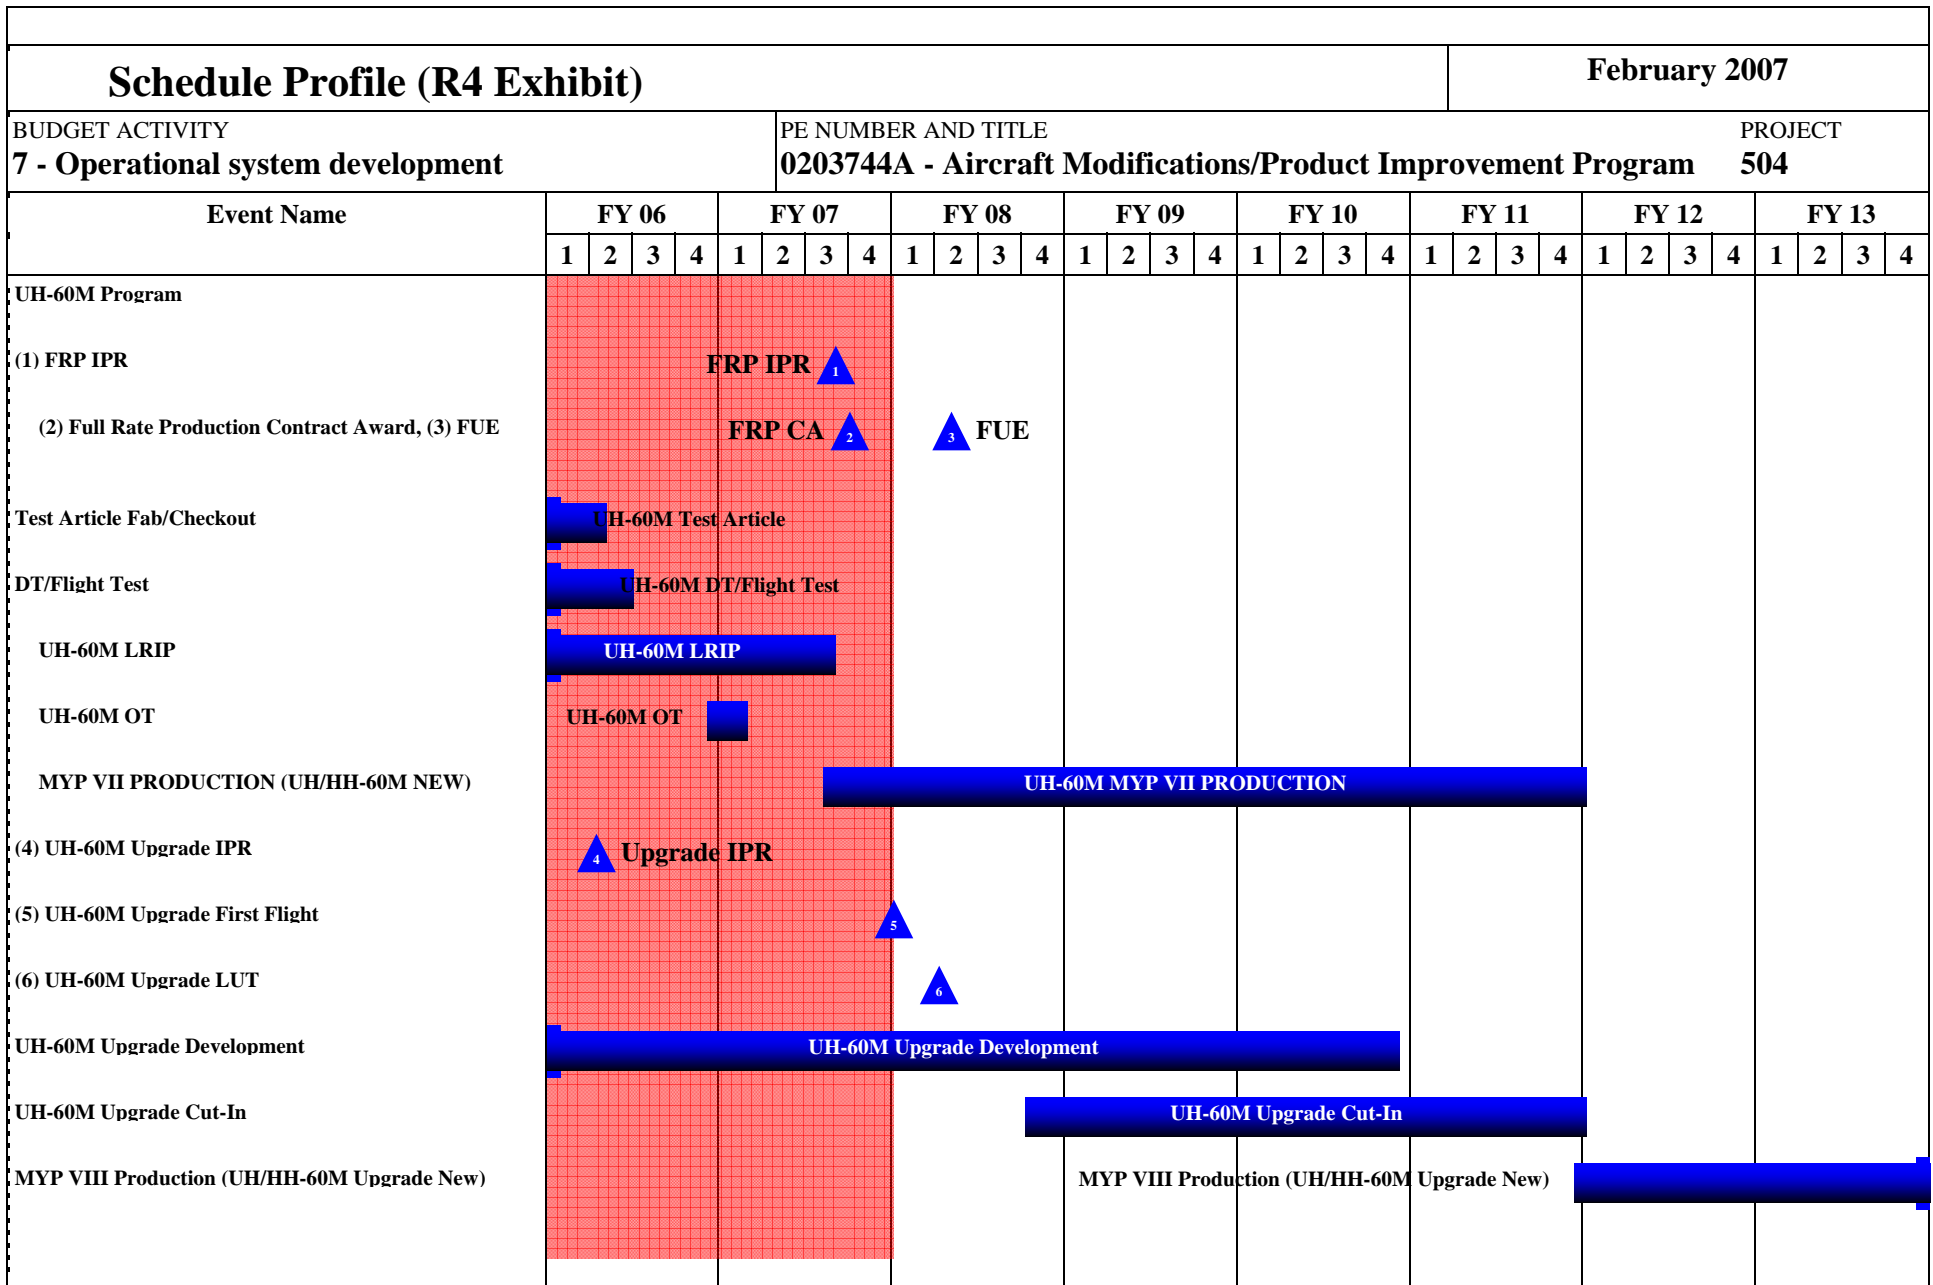 Schedule Profile (R4 Exhibit)
February 2007
BUDGET ACTIVITY
7 - Operational system development
PE NUMBER AND TITLE
0203744A - Aircraft Modifications/Product Improvement Program
PROJECT
504
Event Name FY 06 FY 07 FY 08 FY 09 FY 10 FY 11 FY 12 FY 13
1 2 3 4 1 2 3 4 1 2 3 4 1 2 3 4 1 2 3 4 1 2 3 4 1 2 3 4 1 2 3 4
UH-60M Program
(1) FRP IPR
FRP IPR 1
(2) Full Rate Production Contract Award, (3) FUE
FRP CA 2 3 FUE
Test Article Fab/Checkout
UH-60M Test Article
DT/Flight Test
UH-60M DT/Flight Test
UH-60M LRIP
UH-60M LRIP
UH-60M OT
UH-60M OT
MYP VII PRODUCTION (UH/HH-60M NEW)
UH-60M MYP VII PRODUCTION
(4) UH-60M Upgrade IPR
4 Upgrade IPR
(5) UH-60M Upgrade First Flight
5
(6) UH-60M Upgrade LUT
6
UH-60M Upgrade Development
UH-60M Upgrade Development
UH-60M Upgrade Cut-In
UH-60M Upgrade Cut-In
MYP VIII Production (UH/HH-60M Upgrade New)
MYP VIII Production (UH/HH-60M Upgrade New)